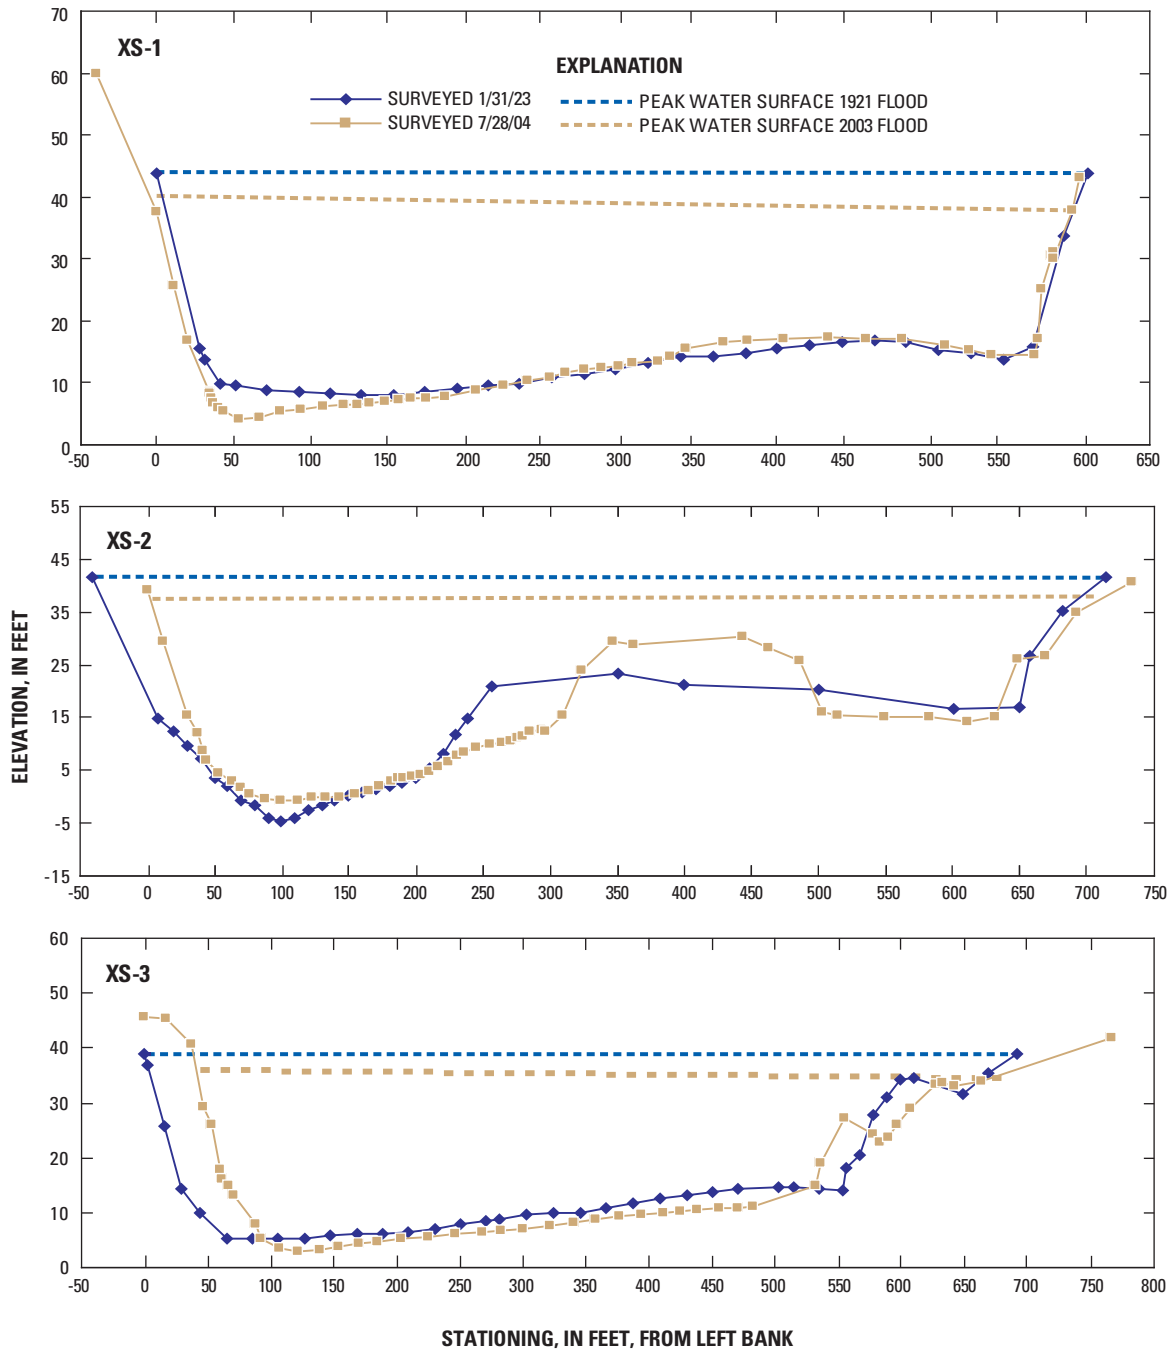 70
60
50
40
30
20
10
0
XS-1
EXPLANATION
SURVEYED 1/31/23
SURVEYED 7/28/04
PEAK WATER SURFACE 1921 FLOOD
PEAK WATER SURFACE 2003 FLOOD
-50 0 50 100 150 200 250 300 350 400 450 500 550 600 650
55
45
35
25
15
5
-5
-15
XS-2
ELEVATION, IN FEET
-50 0 50 100 150 200 250 300 350 400 450 500 550 600 650 700 750
60
50
40
30
20
10
0
XS-3
-50 0 50 100 150 200 250 300 350 400 450 500 550 600 650 700 750 800
STATIONING, IN FEET, FROM LEFT BANK